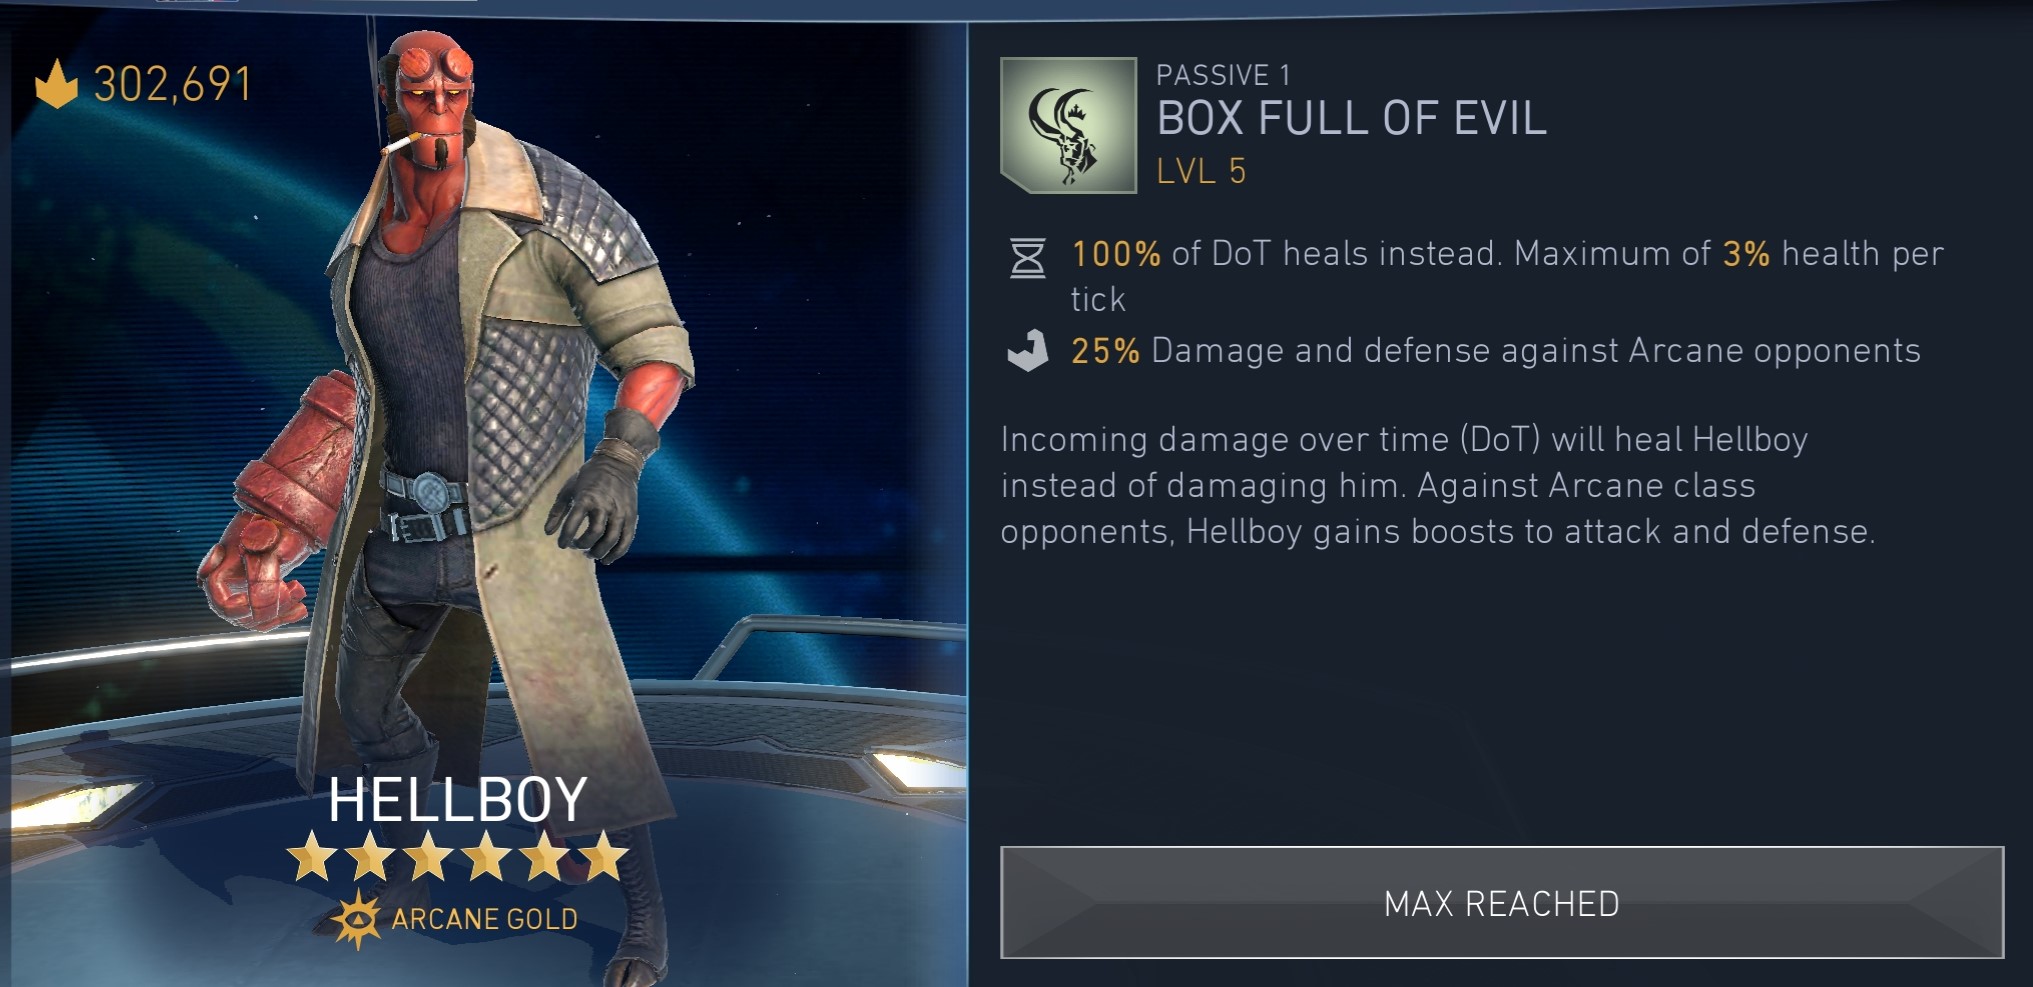 302,691
HELLBOY
ARCANE GOLD
PASSIVE 1
BOX FULL OF EVIL
LVL 5
100% of DoT heals instead. Maximum of 3% health per
tick
25% Damage and defense against Arcane opponents
Incoming damage over time (DoT) will heal Hellboy
instead of damaging him. Against Arcane class
opponents, Hellboy gains boosts to attack and defense.
MAX REACHED